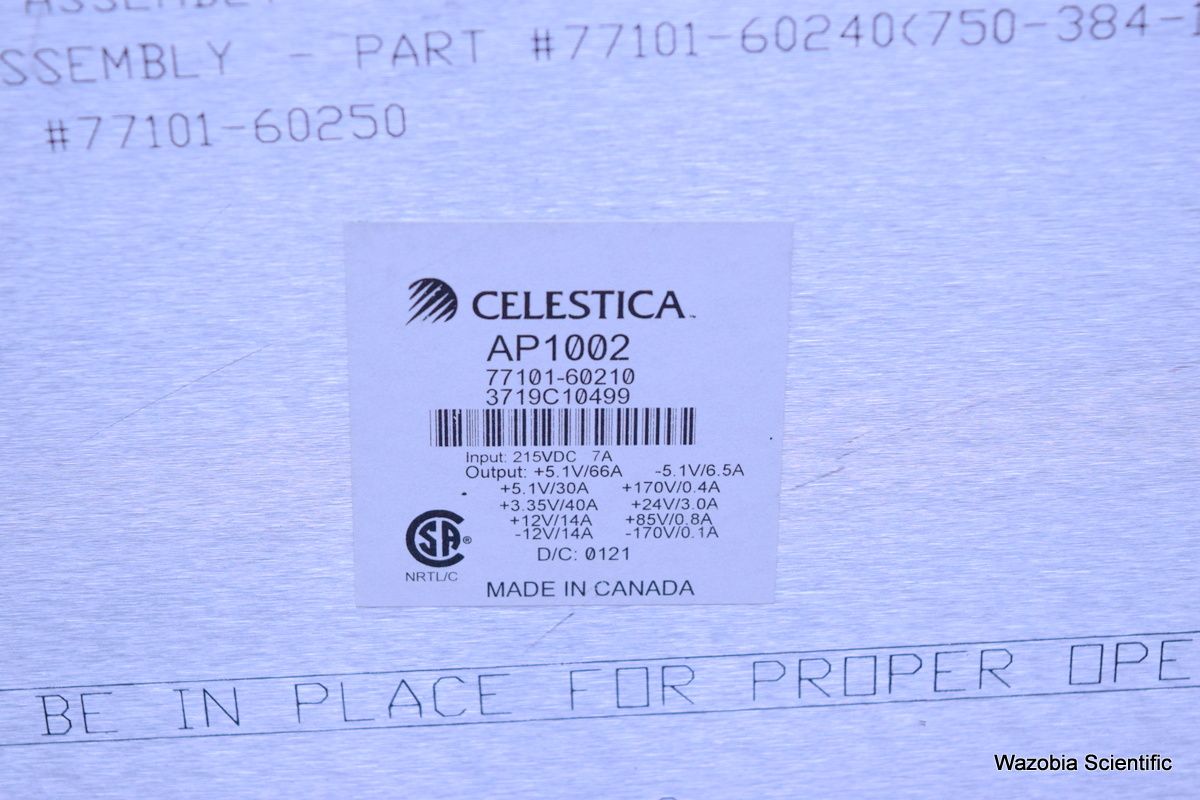 ASSEMBLY
SSEMBLY - PART #77101-60240(750-384-
#77101-60250
CELESTICA™
AP1002
77101-60210
3719C10499
Input: 215VDC 7A
Output: +5.1V/66A -5.1V/6.5A
+5.1V/30A +170V/0.4A
+3.35V/40A +24V/3.0A
+12V/14A +85V/0.8A
-12V/14A -170V/0.1A
CSA®
NRTL/C
D/C: 0121
MADE IN CANADA
BE IN PLACE FOR PROPER OPE
Wazobia Scientific